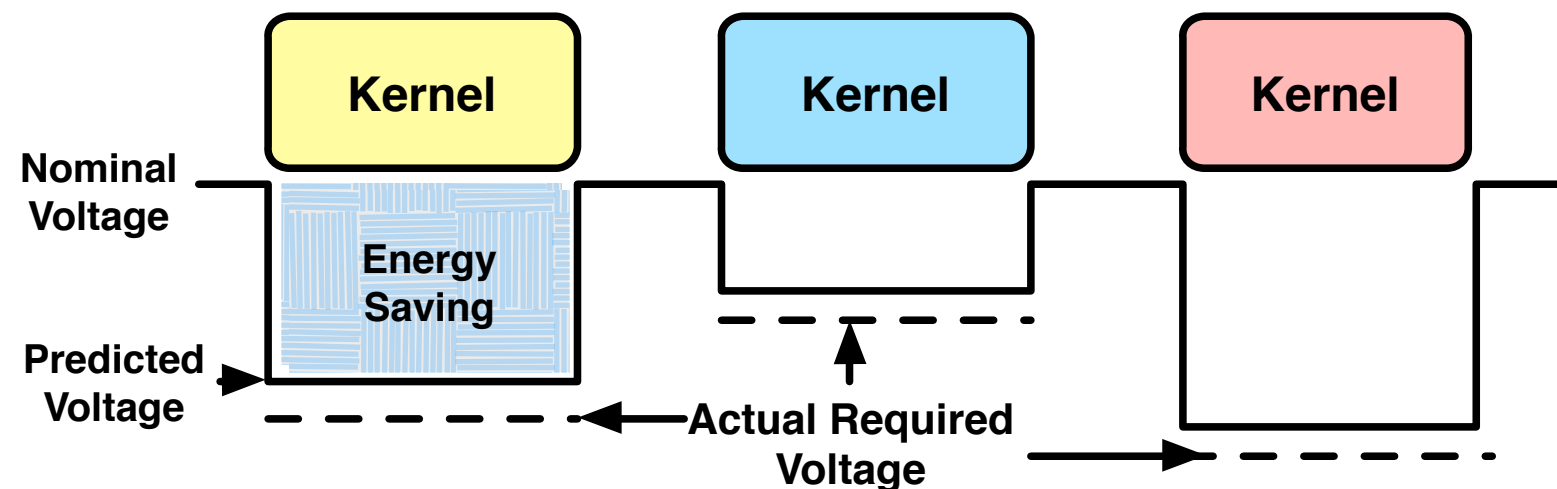 Kernel
Kernel
Kernel
Nominal
Voltage
Energy
Saving
Predicted
Voltage
Actual Required
Voltage